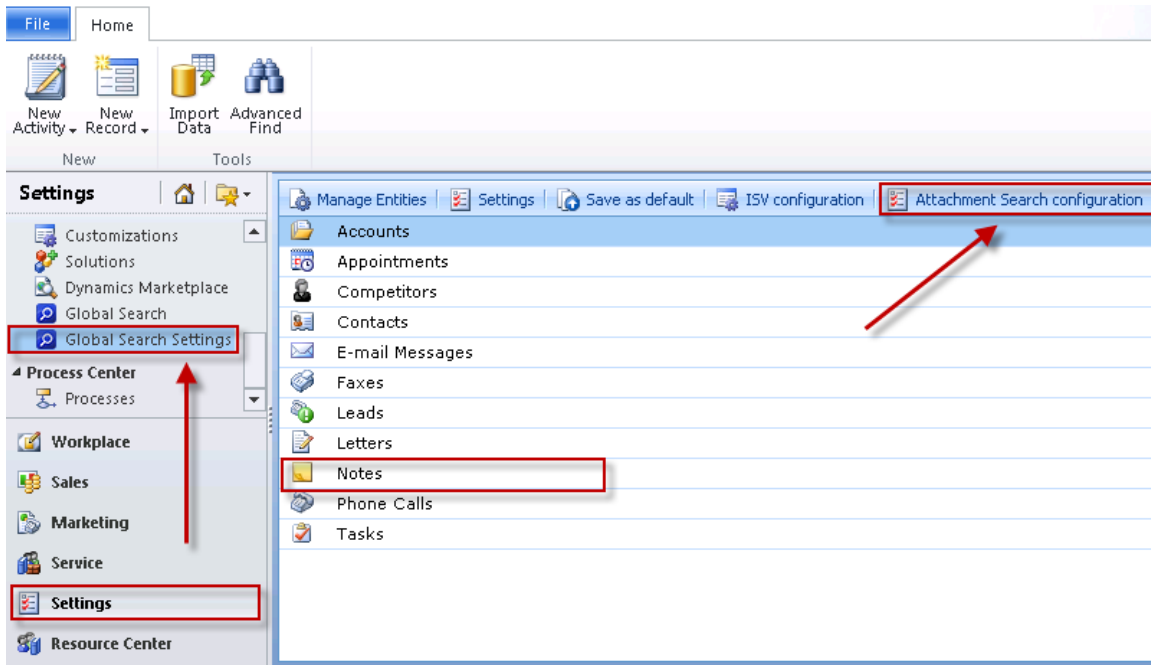 File
Home
New Activity
New Record
Import Data
Advanced Find
New
Tools
Settings
Manage Entities
Settings
Save as default
ISV configuration
Attachment Search configuration
Customizations
Solutions
Dynamics Marketplace
Global Search
Global Search Settings
Process Center
Processes
Workplace
Sales
Marketing
Service
Settings
Resource Center
Accounts
Appointments
Competitors
Contacts
E-mail Messages
Faxes
Leads
Letters
Notes
Phone Calls
Tasks